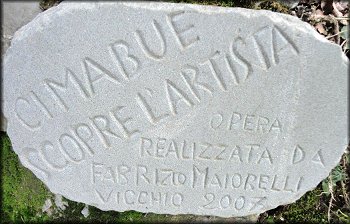 CIMABUE
SCOPRE L'ARTISTA
OPERA
REALIZZATA DA
FABRIZIO MAIORELLI
VICCHIO 2007